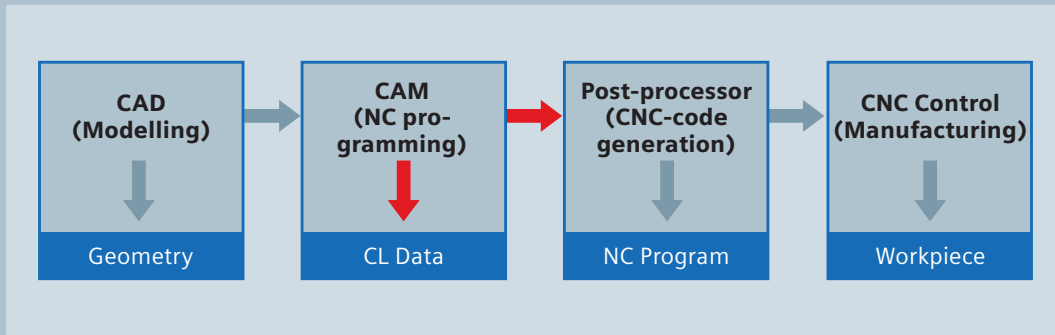 CAD
(Modelling)
Geometry
CAM
(NC pro-
gramming)
CL Data
Post-processor
(CNC-code
generation)
NC Program
CNC Control
(Manufacturing)
Workpiece